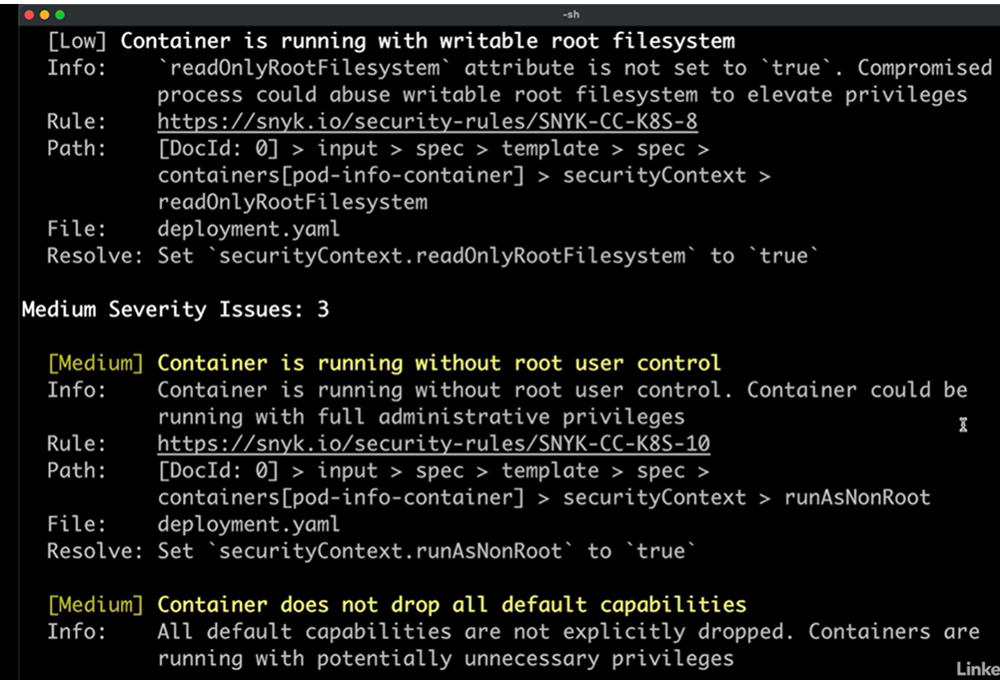 -sh
[Low] Container is running with writable root filesystem
Info: `readOnlyRootFilesystem` attribute is not set to `true`. Compromised
process could abuse writable root filesystem to elevate privileges
Rule: https://snyk.io/security-rules/SNYK-CC-K8S-8
Path: [DocId: 0] > input > spec > template > spec >
containers[pod-info-container] > securityContext >
readOnlyRootFilesystem
File: deployment.yaml
Resolve: Set `securityContext.readOnlyRootFilesystem` to `true`
Medium Severity Issues: 3
[Medium] Container is running without root user control
Info: Container is running without root user control. Container could be
running with full administrative privileges
Rule: https://snyk.io/security-rules/SNYK-CC-K8S-10
Path: [DocId: 0] > input > spec > template > spec >
containers[pod-info-container] > securityContext > runAsNonRoot
File: deployment.yaml
Resolve: Set `securityContext.runAsNonRoot` to `true`
[Medium] Container does not drop all default capabilities
Info: All default capabilities are not explicitly dropped. Containers are
running with potentially unnecessary privileges
Linke